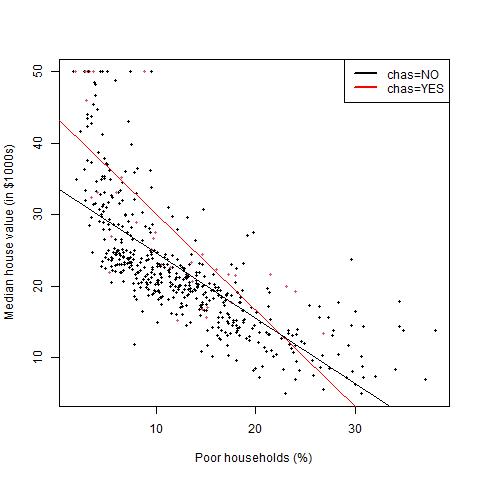 chas=NO
chas=YES
50
40
30
20
10
Median house value (in $1000s)
10 20 30
Poor households (%)